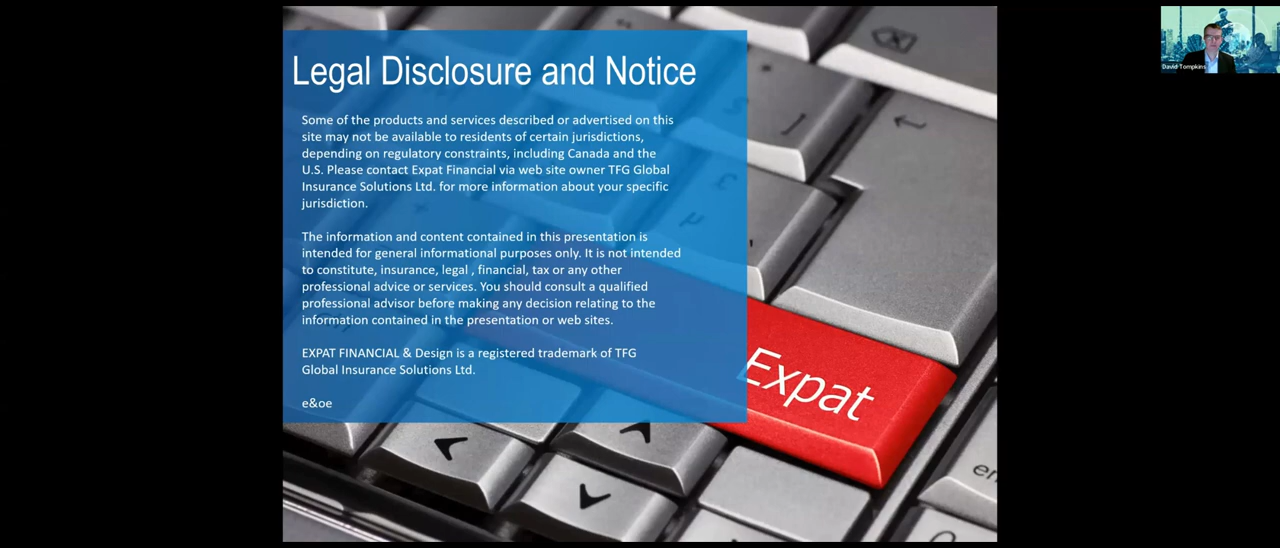 Legal Disclosure and Notice
Some of the products and services described or advertised on this
site may not be available to residents of certain jurisdictions,
depending on regulatory constraints, including Canada and the
U.S. Please contact Expat Financial via web site owner TFG Global
Insurance Solutions Ltd. for more information about your specific
jurisdiction.
The information and content contained in this presentation is
intended for general informational purposes only. It is not intended
to constitute, insurance, legal , financial, tax or any other
professional advice or services. You should consult a qualified
professional advisor before making any decision relating to the
information contained in the presentation or web sites.
EXPAT FINANCIAL & Design is a registered trademark of TFG
Global Insurance Solutions Ltd.
e&oe
Expat
David Tompkins